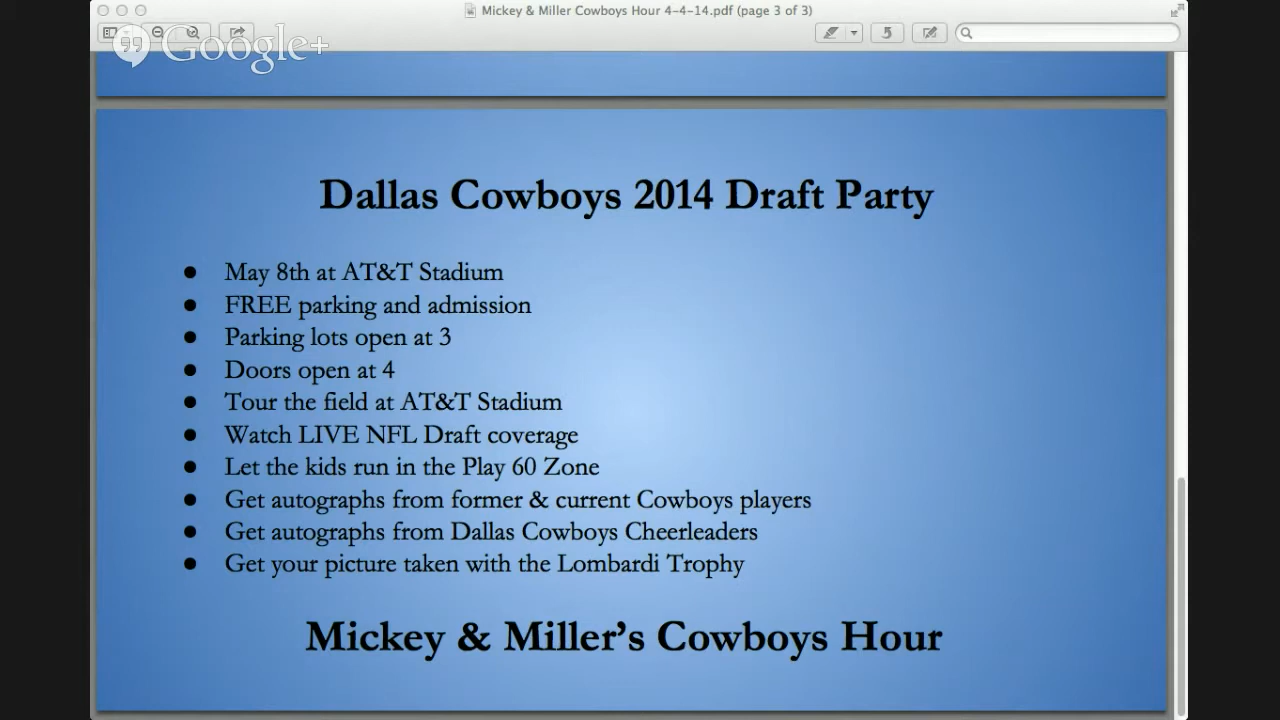 Mickey & Miller Cowboys Hour 4-4-14.pdf (page 3 of 3)
Google+
Dallas Cowboys 2014 Draft Party
● May 8th at AT&T Stadium
● FREE parking and admission
● Parking lots open at 3
● Doors open at 4
● Tour the field at AT&T Stadium
● Watch LIVE NFL Draft coverage
● Let the kids run in the Play 60 Zone
● Get autographs from former & current Cowboys players
● Get autographs from Dallas Cowboys Cheerleaders
● Get your picture taken with the Lombardi Trophy
Mickey & Miller’s Cowboys Hour